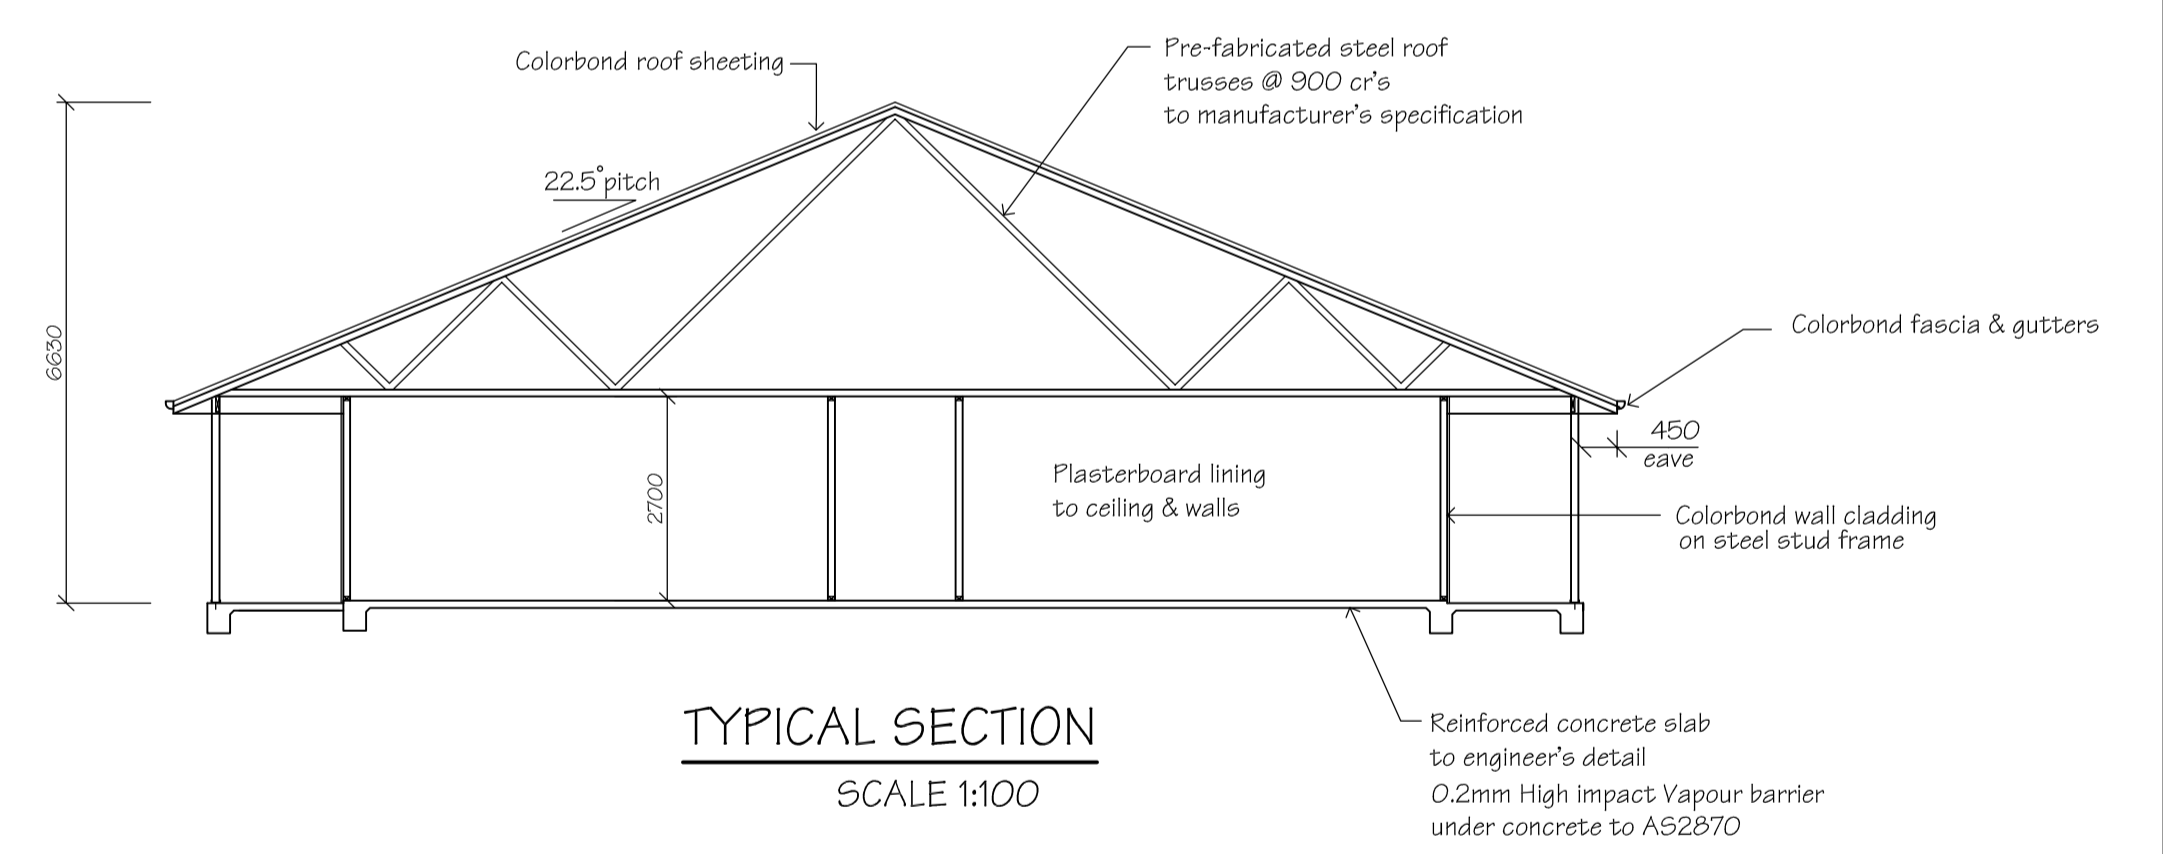 Colorbond roof sheeting
Pre-fabricated steel roof
trusses @ 900 cr's
to manufacturer's specification
22.5° pitch
6630
Colorbond fascia & gutters
450
eave
2700
Plasterboard lining
to ceiling & walls
Colorbond wall cladding
on steel stud frame
TYPICAL SECTION
SCALE 1:100
Reinforced concrete slab
to engineer's detail
0.2mm High impact Vapour barrier
under concrete to AS2870